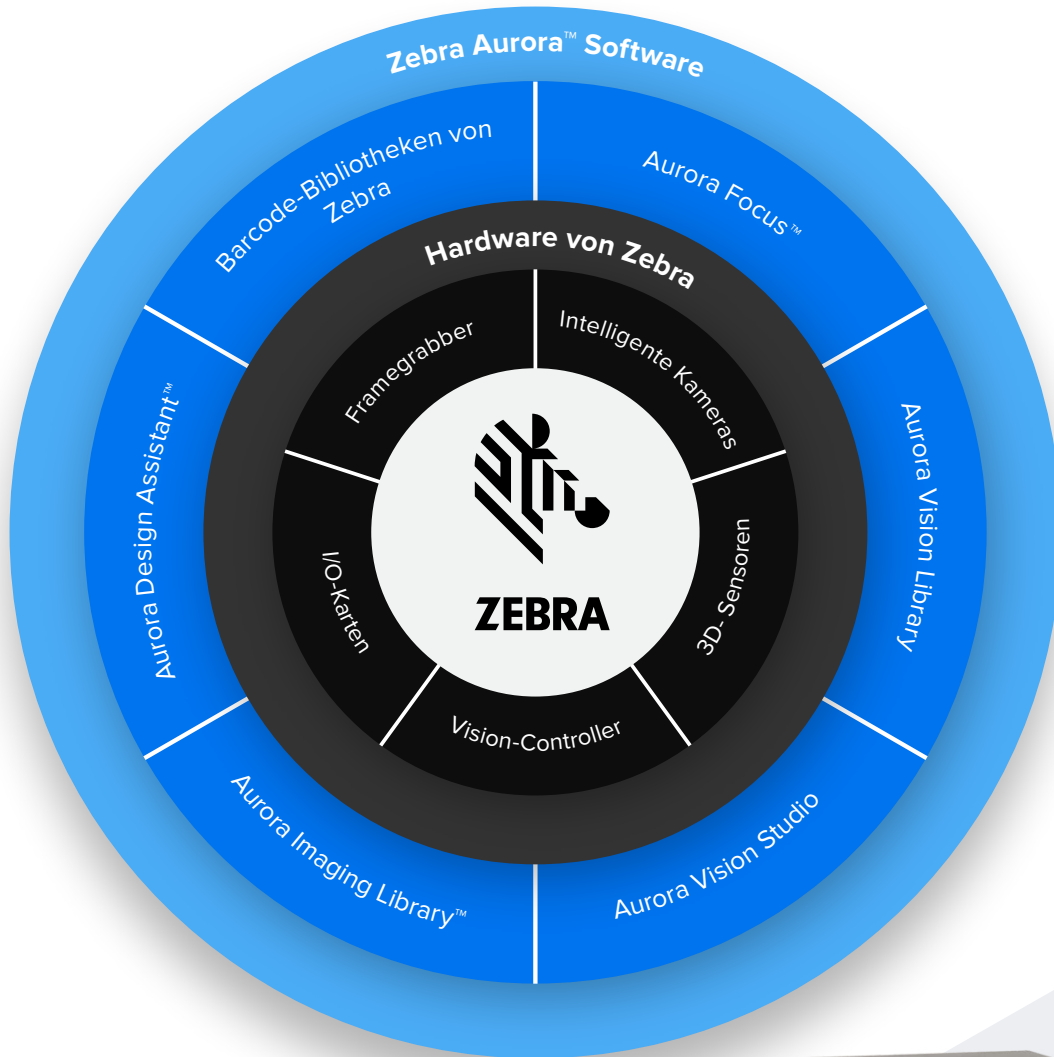 Zebra Aurora™ Software
Barcode-Bibliotheken von
Zebra
Aurora Focus™
Aurora Vision Library
Aurora Vision Studio
Aurora Imaging Library™
Aurora Design Assistant™
Hardware von Zebra
Framegrabber
Intelligente Kameras
3D- Sensoren
Vision-Controller
I/O-Karten
ZEBRA